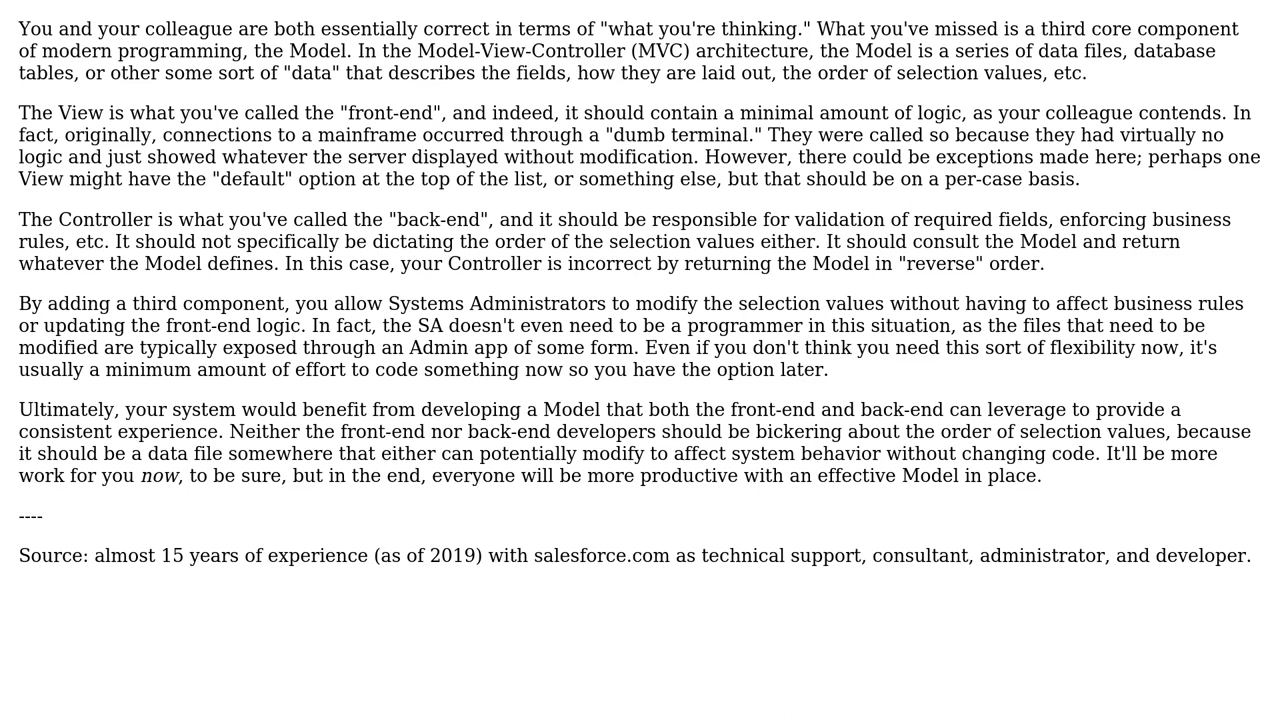 You and your colleague are both essentially correct in terms of "what you're thinking." What you've missed is a third core component
of modern programming, the Model. In the Model-View-Controller (MVC) architecture, the Model is a series of data files, database
tables, or other some sort of "data" that describes the fields, how they are laid out, the order of selection values, etc.
The View is what you've called the "front-end", and indeed, it should contain a minimal amount of logic, as your colleague contends. In
fact, originally, connections to a mainframe occurred through a "dumb terminal." They were called so because they had virtually no
logic and just showed whatever the server displayed without modification. However, there could be exceptions made here; perhaps one
View might have the "default" option at the top of the list, or something else, but that should be on a per-case basis.
The Controller is what you've called the "back-end", and it should be responsible for validation of required fields, enforcing business
rules, etc. It should not specifically be dictating the order of the selection values either. It should consult the Model and return
whatever the Model defines. In this case, your Controller is incorrect by returning the Model in "reverse" order.
By adding a third component, you allow Systems Administrators to modify the selection values without having to affect business rules
or updating the front-end logic. In fact, the SA doesn't even need to be a programmer in this situation, as the files that need to be
modified are typically exposed through an Admin app of some form. Even if you don't think you need this sort of flexibility now, it's
usually a minimum amount of effort to code something now so you have the option later.
Ultimately, your system would benefit from developing a Model that both the front-end and back-end can leverage to provide a
consistent experience. Neither the front-end nor back-end developers should be bickering about the order of selection values, because
it should be a data file somewhere that either can potentially modify to affect system behavior without changing code. It'll be more
work for you now, to be sure, but in the end, everyone will be more productive with an effective Model in place.
----
Source: almost 15 years of experience (as of 2019) with salesforce.com as technical support, consultant, administrator, and developer.